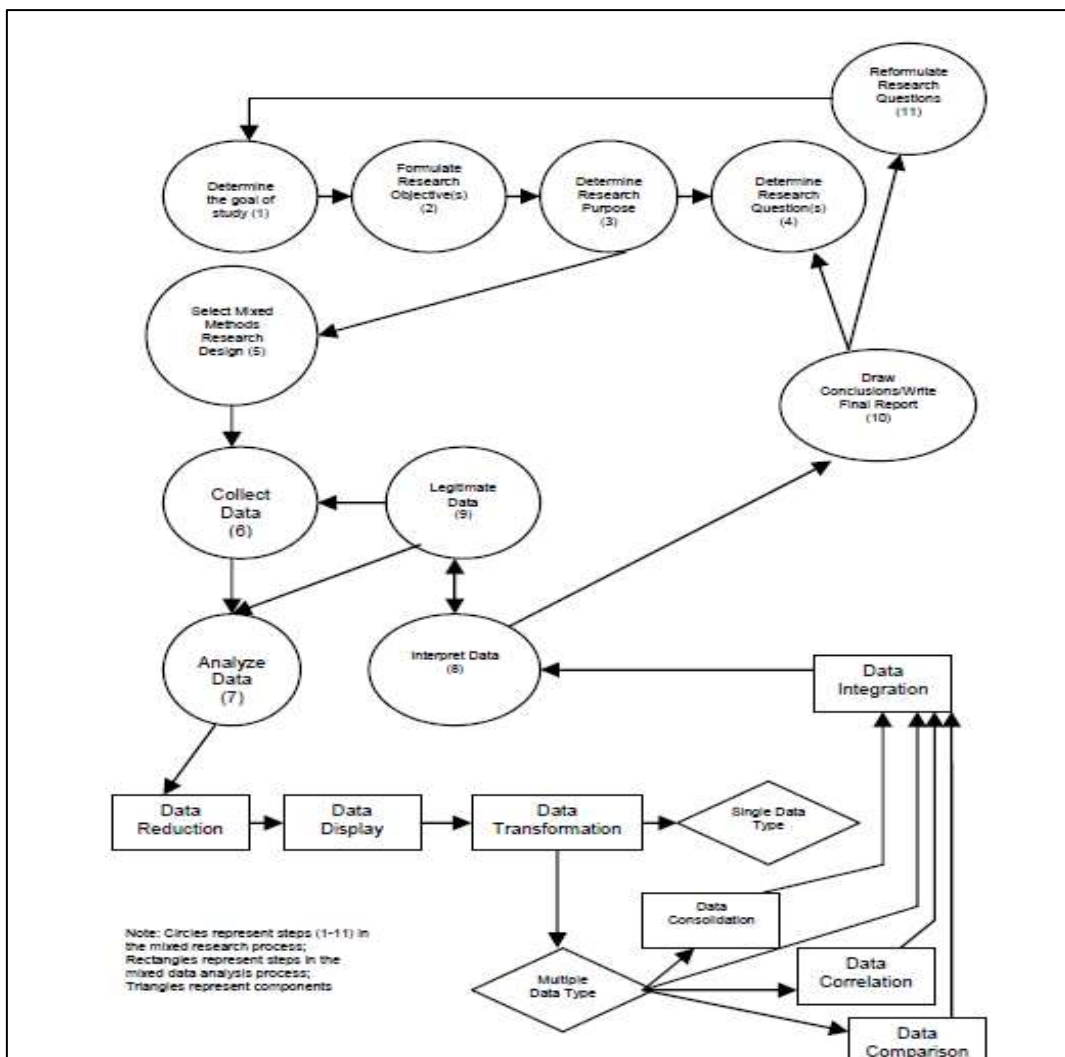 Reformulate
Research
Questions
(11)
Determine
the goal of
study (1)
Formulate
Research
Objective(s)
(2)
Determine
Research
Purpose
(3)
Determine
Research
Question(s)
(4)
Select Mixed
Methods
Research
Design (5)
Draw
Conclusions/Write
Final Report
(10)
Collect
Data
(6)
Legitimate
Data
(9)
Analyze
Data
(7)
Interpret Data
(8)
Data
Integration
Data
Reduction
Data
Display
Data
Transformation
Single Data
Type
Data
Consolidation
Note: Circles represent steps (1-11) in
the mixed research process;
Rectangles represent steps in the
mixed data analysis process;
Triangles represent components
Multiple
Data Type
Data
Correlation
Data
Comparison